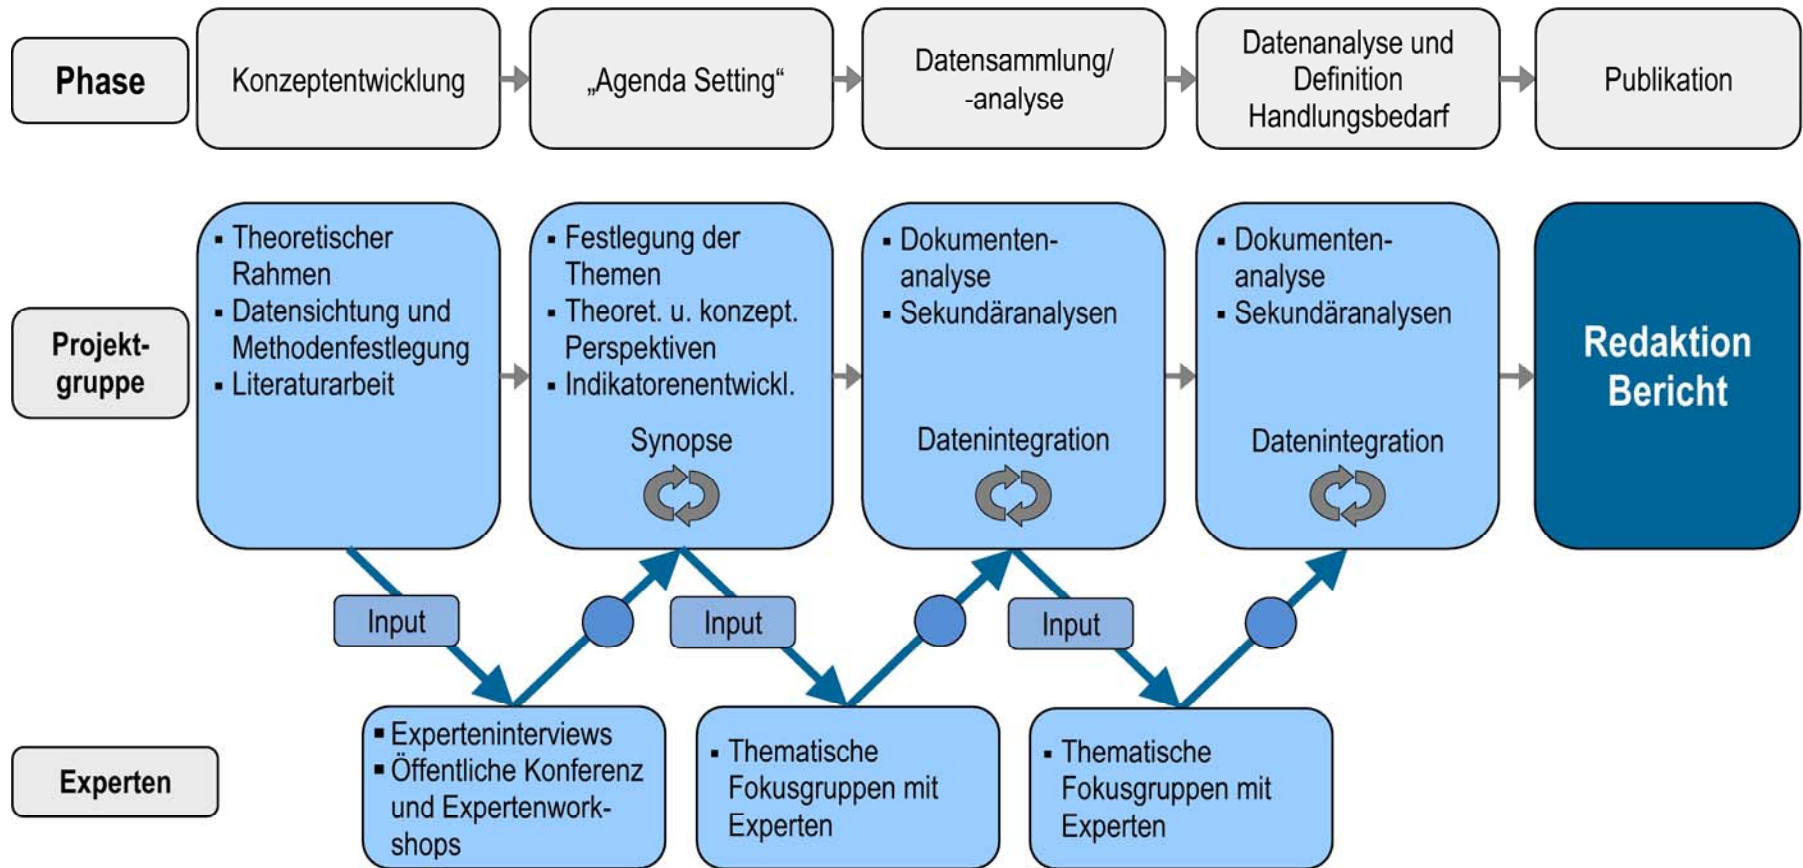 Phase
Konzeptentwicklung
„Agenda Setting“
Datensammlung/
-analyse
Datenanalyse und
Definition
Handlungsbedarf
Publikation
Projekt-
gruppe
▪ Theoretischer
Rahmen
▪ Datensichtung und
Methodenfestlegung
▪ Literaturarbeit
▪ Festlegung der
Themen
▪ Theoret. u. konzept.
Perspektiven
▪ Indikatorenentwickl.
Synopse
▪ Dokumenten-
analyse
▪ Sekundäranalysen
Datenintegration
▪ Dokumenten-
analyse
▪ Sekundäranalysen
Datenintegration
Redaktion
Bericht
Input
Input
Input
Experten
▪ Experteninterviews
▪ Öffentliche Konferenz
und Expertenwork-
shops
▪ Thematische
Fokusgruppen mit
Experten
▪ Thematische
Fokusgruppen mit
Experten